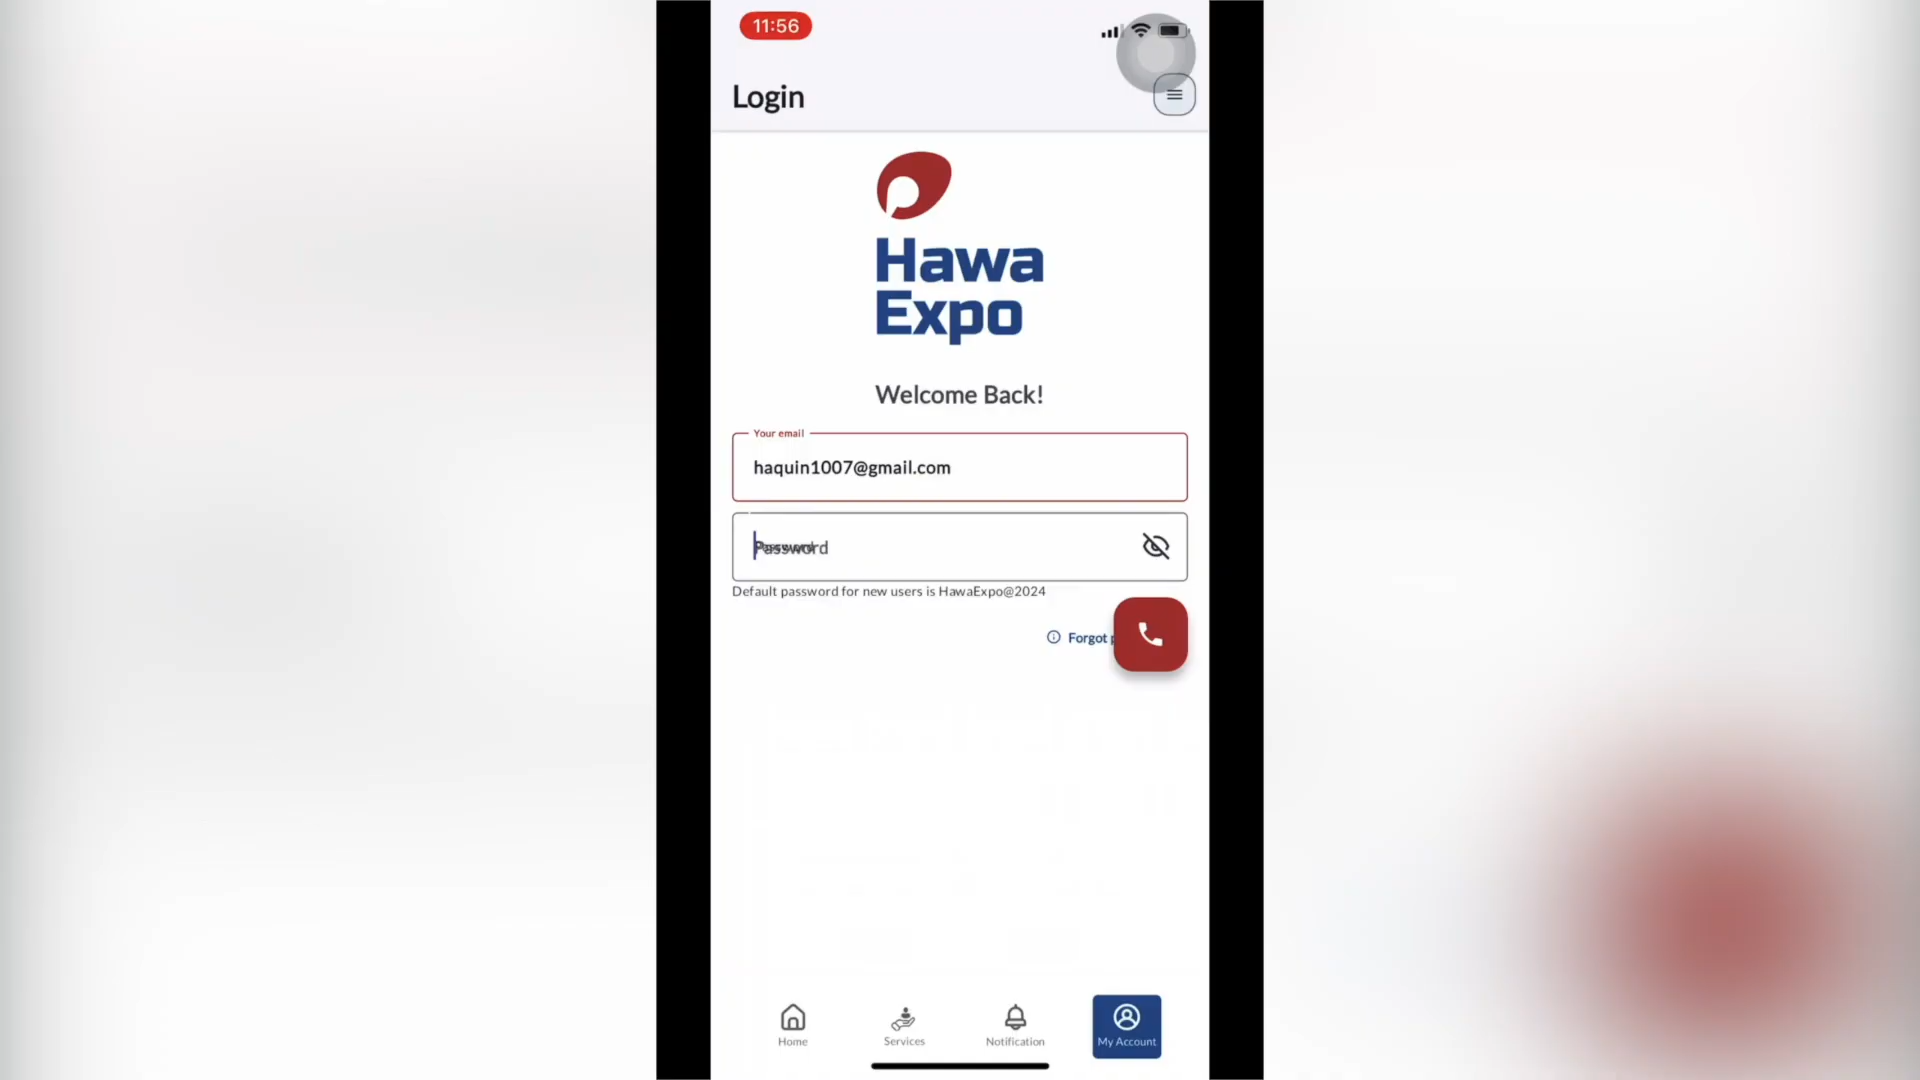 11:56
Login
Hawa
Expo
Welcome Back!
Your email
haquin1007@gmail.com
Password
Default password for new users is HawaExpo@2024
Forgot
Home
Services
Notification
My Account